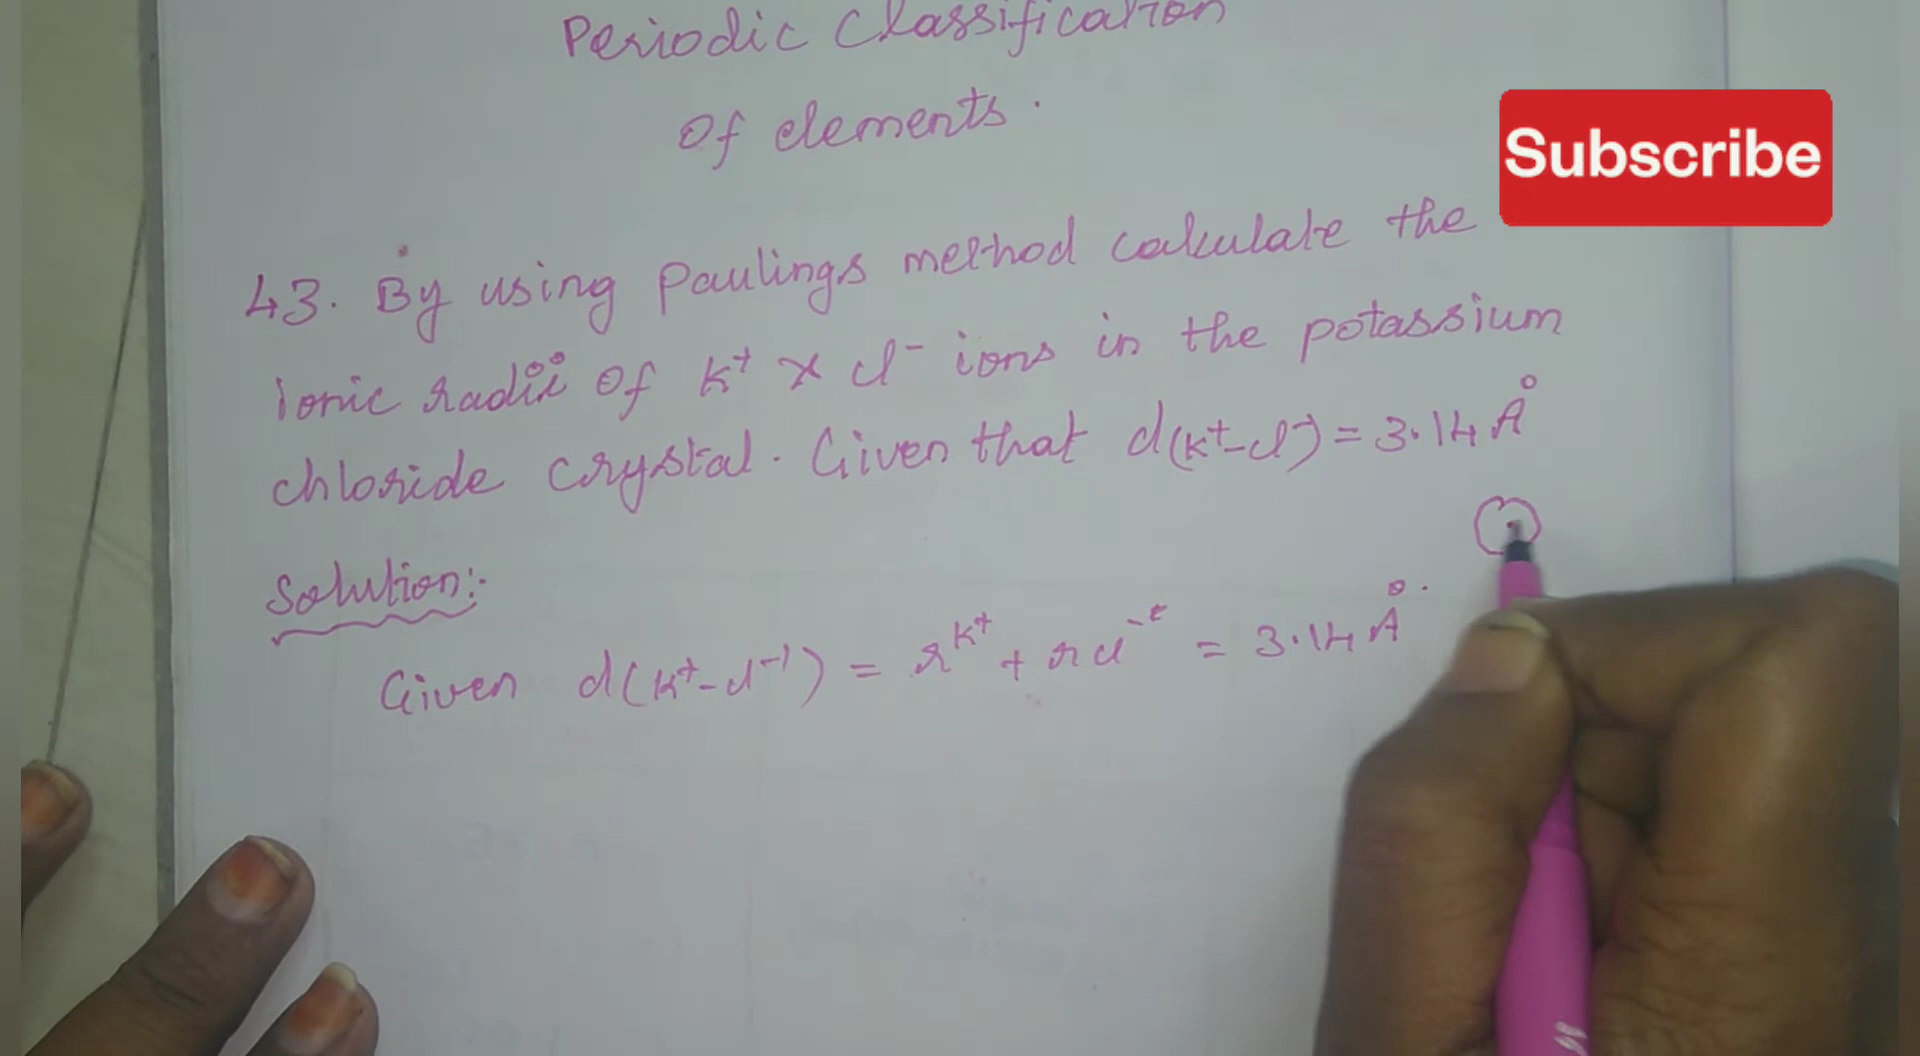 Periodic Classification
Of elements.
Subscribe
43. By using Paulings method calculate the
ionic radii of K+ & Cl- ions in the potassium
chloride crystal. Given that d(K+-Cl-) = 3.14 Å
Solution:-
Given d(K+-Cl-1) = rK+ + rCl- = 3.14 Å.